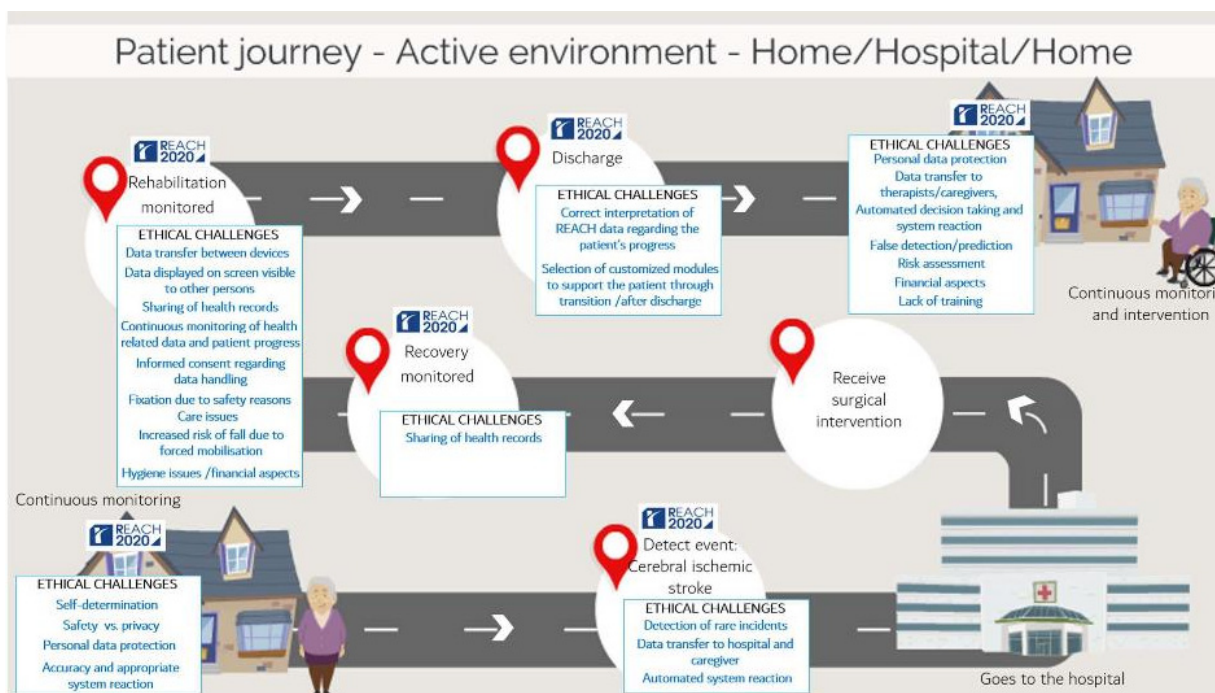 Patient journey - Active environment - Home/Hospital/Home
REACH
2020
Rehabilitation
monitored
ETHICAL CHALLENGES
Data transfer between devices
Data displayed on screen visible
to other persons
Sharing of health records
Continuous monitoring of health
related data and patient progress
Informed consent regarding
data handling
Fixation due to safety reasons
Care issues
Increased risk of fall due to
forced mobilisation
Hygiene issues /financial aspects
REACH
2020
Discharge
ETHICAL CHALLENGES
Correct interpretation of
REACH data regarding the
patient's progress
Selection of customized modules
to support the patient through
transition /after discharge
REACH
2020
ETHICAL CHALLENGES
Personal data protection
Data transfer to
therapists/caregivers,
Automated decision taking and
system reaction
False detection/prediction
Risk assessment
Financial aspects
Lack of training
Continuous monitori
and intervention
REACH
2020
Recovery
monitored
ETHICAL CHALLENGES
Sharing of health records
Receive
surgical
intervention
Continuous monitoring
REACH
2020
ETHICAL CHALLENGES
Self-determination
Safety vs. privacy
Personal data protection
Accuracy and appropriate
system reaction
REACH
2020
Detect event:
Cerebral ischemic
stroke
ETHICAL CHALLENGES
Detection of rare incidents
Data transfer to hospital and
caregiver
Automated system reaction
Goes to the hospital